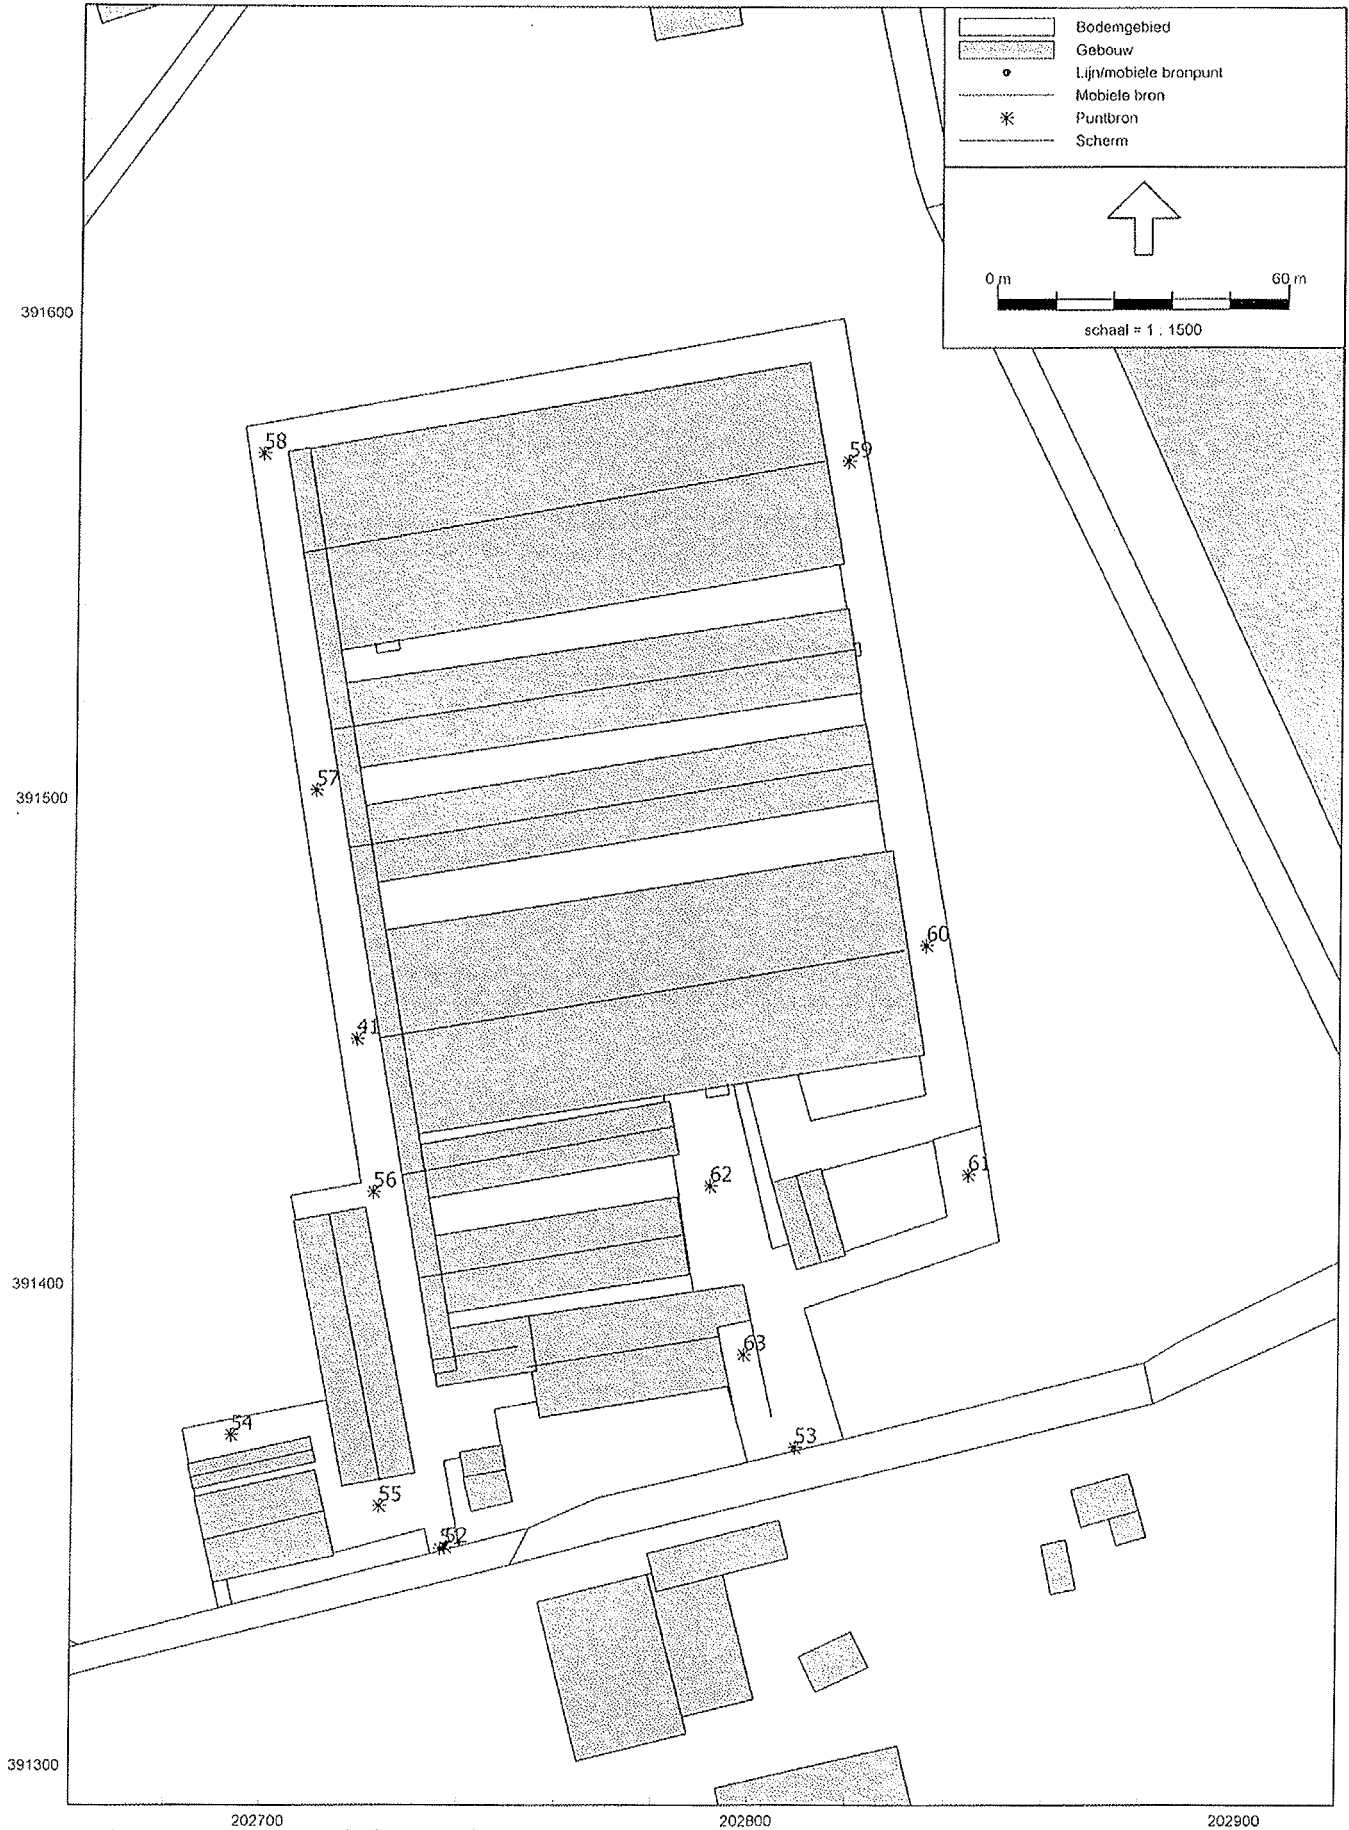 Bodemgebied
Gebouw
Lijn/mobiele bronpunt
Mobiele bron
Puntbron
Scherm
0 m 60 m
schaal = 1 : 1500
391600
58
59
57
391500
60
41
61
56
62
391400
63
54
53
55
52
391300
202700 202800 202900